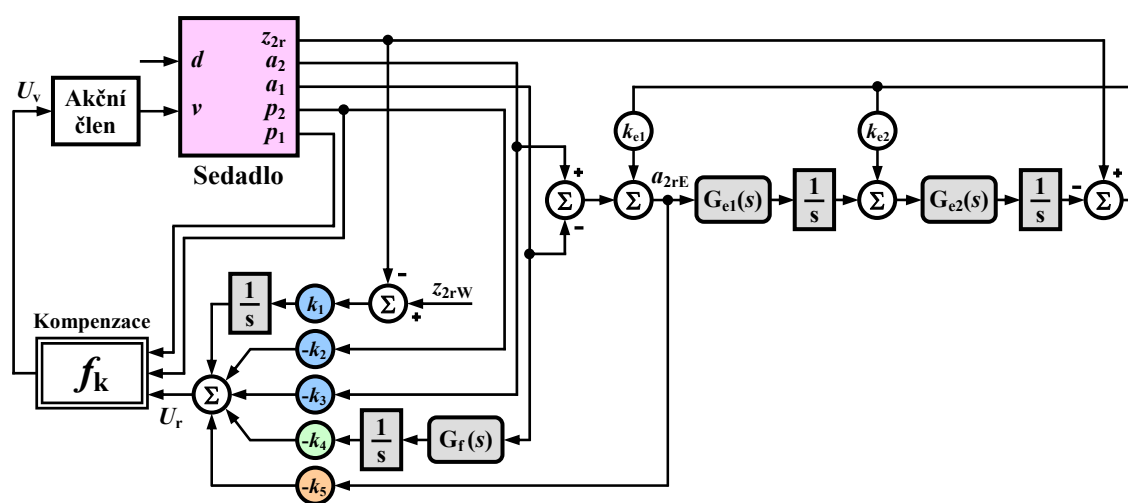 z2r
d
a2
a1
Uv
Akční
člen
v
p2
p1
Sedadlo
ke1
ke2
+
Σ
-
Σ
a2rE
Ge1(s)
1
s
Σ
Ge2(s)
1
s
-
+
Σ
-
1
s
k1
Σ
+
z2rW
Kompenzace
fk
-k2
Ur
Σ
-k3
-k4
1
s
Gf(s)
-k5